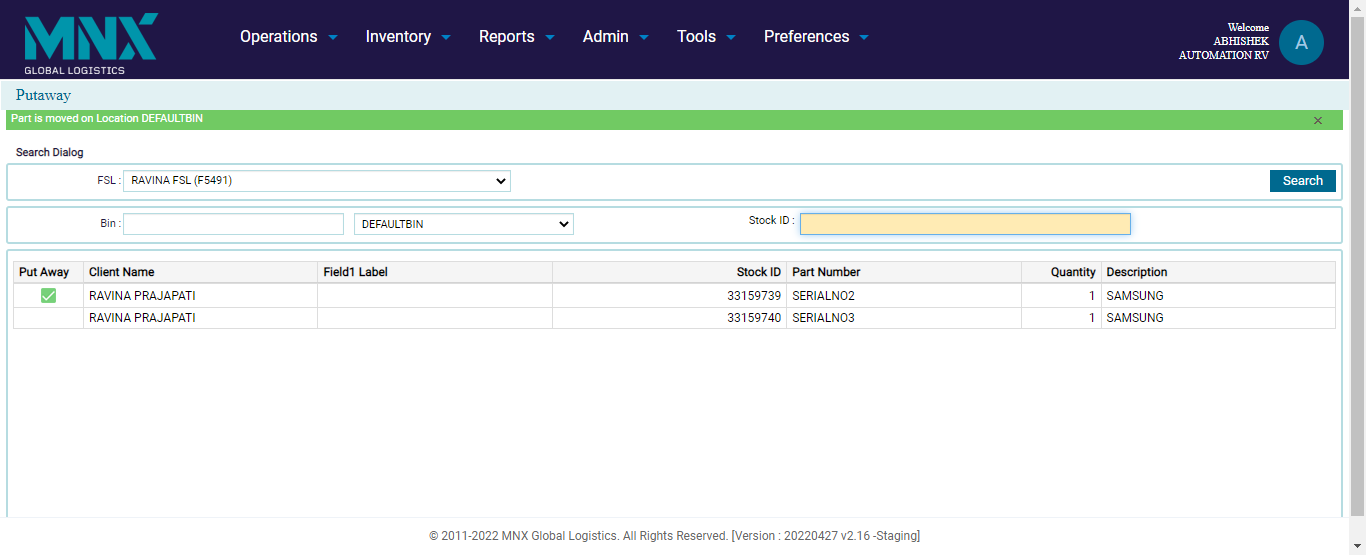 MNX
GLOBAL LOGISTICS
Operations Inventory Reports Admin Tools Preferences
Welcome
ABHISHEK
AUTOMATION RV
A
Putaway
Part is moved on Location DEFAULTBIN ×
Search Dialog
FSL : RAVINA FSL (F5491) Search
Bin : DEFAULTBIN Stock ID :
Put Away Client Name Field1 Label Stock ID Part Number Quantity Description
RAVINA PRAJAPATI 33159739 SERIALNO2 1 SAMSUNG
RAVINA PRAJAPATI 33159740 SERIALNO3 1 SAMSUNG
© 2011-2022 MNX Global Logistics. All Rights Reserved. [Version : 20220427 v2.16 -Staging]